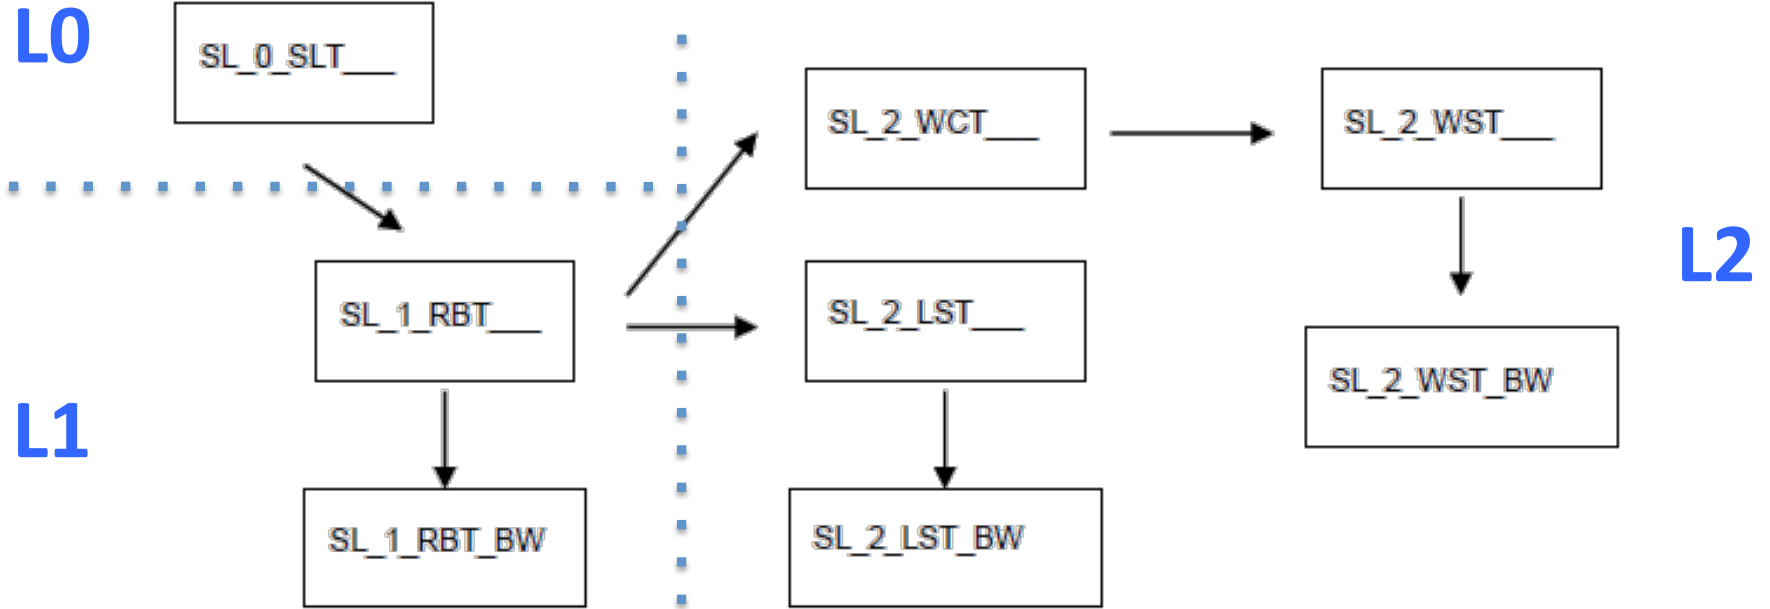 L0
SL_0_SLT___
SL_2_WCT___
SL_2_WST___
L2
SL_1_RBT___
SL_2_LST___
SL_2_WST_BW
L1
SL_1_RBT_BW
SL_2_LST_BW